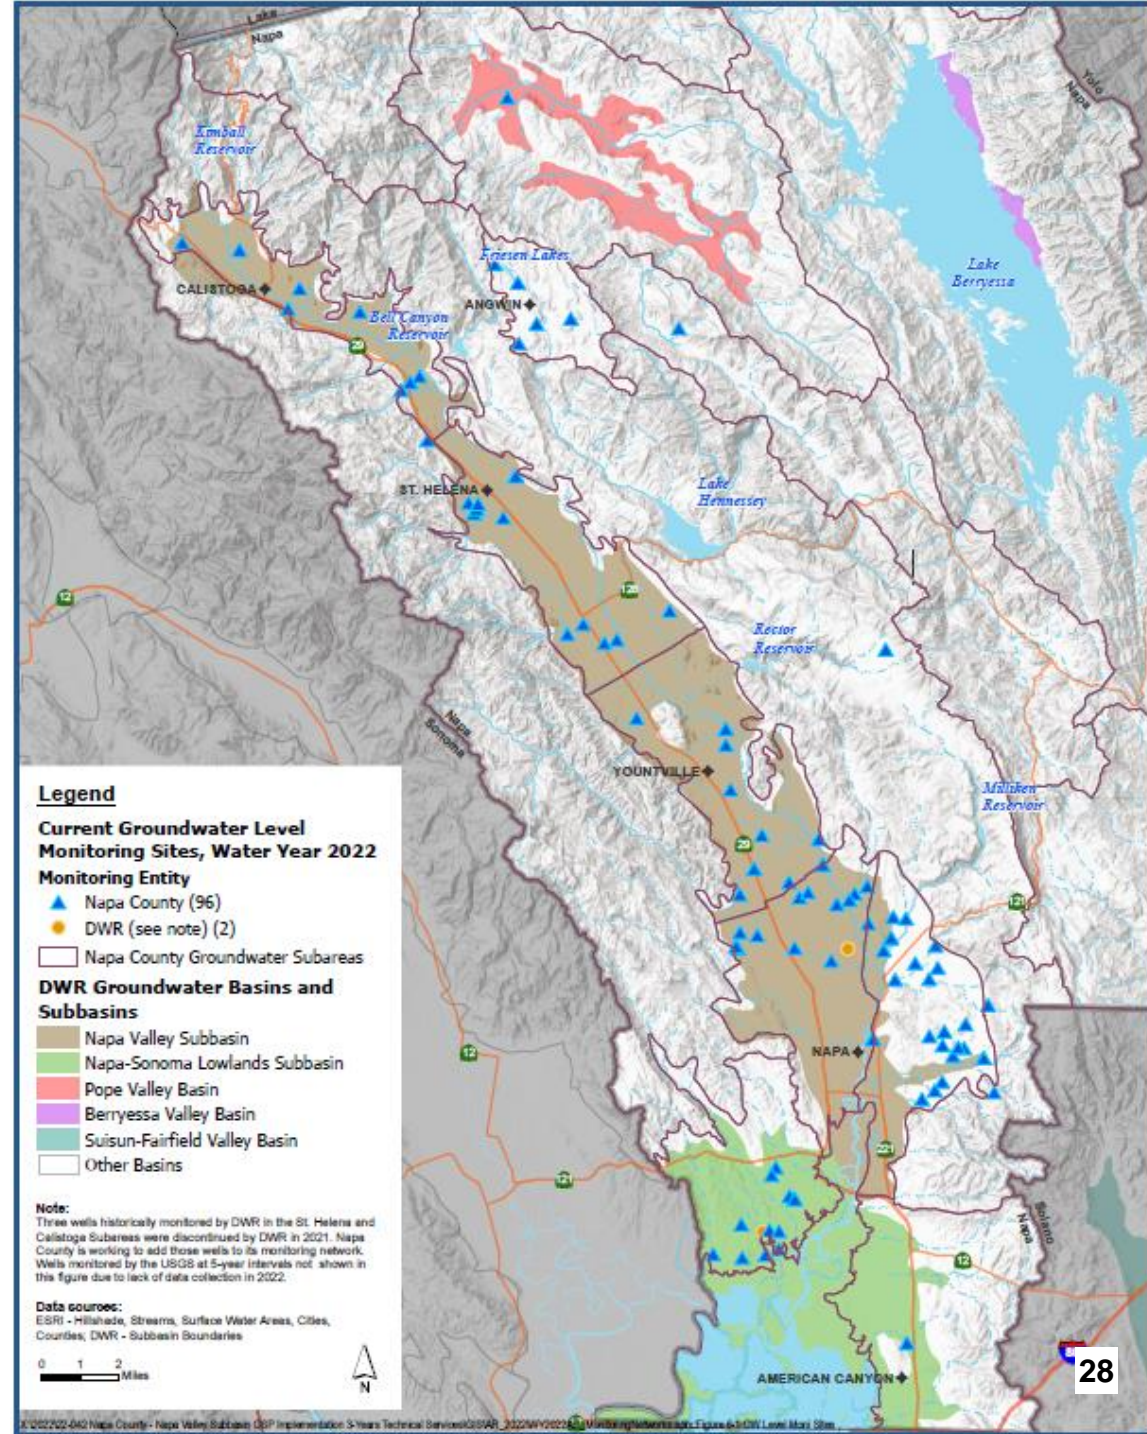 Lake
Napa
Yolo
Napa
Kimball
Reservoir
Friesen Lakes
Lake
Berryessa
CALISTOGA
ANGWIN
Bell Canyon
Reservoir
29
ST. HELENA
Lake
Hennessey
12
128
Rector
Reservoir
Napa
Sonoma
YOUNTVILLE
Milliken
Reservoir
29
121
Legend
Current Groundwater Level
Monitoring Sites, Water Year 2022
Monitoring Entity
Napa County (96)
DWR (see note) (2)
Napa County Groundwater Subareas
DWR Groundwater Basins and
Subbasins
Napa Valley Subbasin
Napa-Sonoma Lowlands Subbasin
Pope Valley Basin
Berryessa Valley Basin
Suisun-Fairfield Valley Basin
Other Basins
12
NAPA
221
121
Solano
Napa
12
Note:
Three wells historically monitored by DWR in the St. Helena and
Calistoga Subareas were discontinued by DWR in 2021. Napa
County is working to add those wells to its monitoring network.
Wells monitored by the USGS at 5-year intervals not shown in
this figure due to lack of data collection in 2022.
Data sources:
ESRI - Hillshade, Streams, Surface Water Areas, Cities,
Counties; DWR - Subbasin Boundaries
0 1 2
Miles
N
AMERICAN CANYON
28